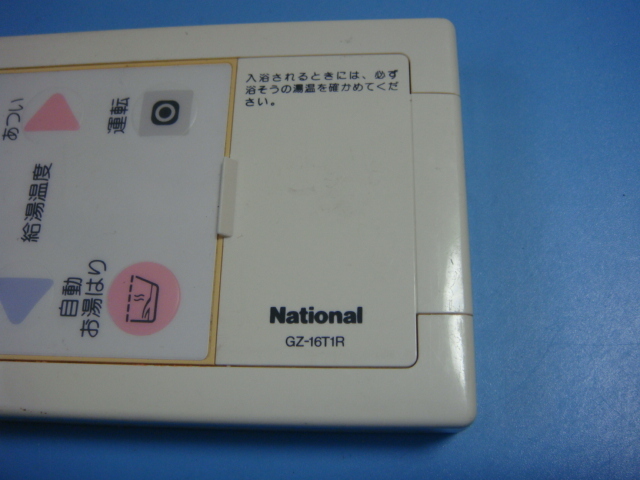 入浴されるときには、必ず
浴そうの湯温を確かめてくだ
さい。
あつい
運転
給湯温度
自動
お湯はり
National
GZ-16T1R